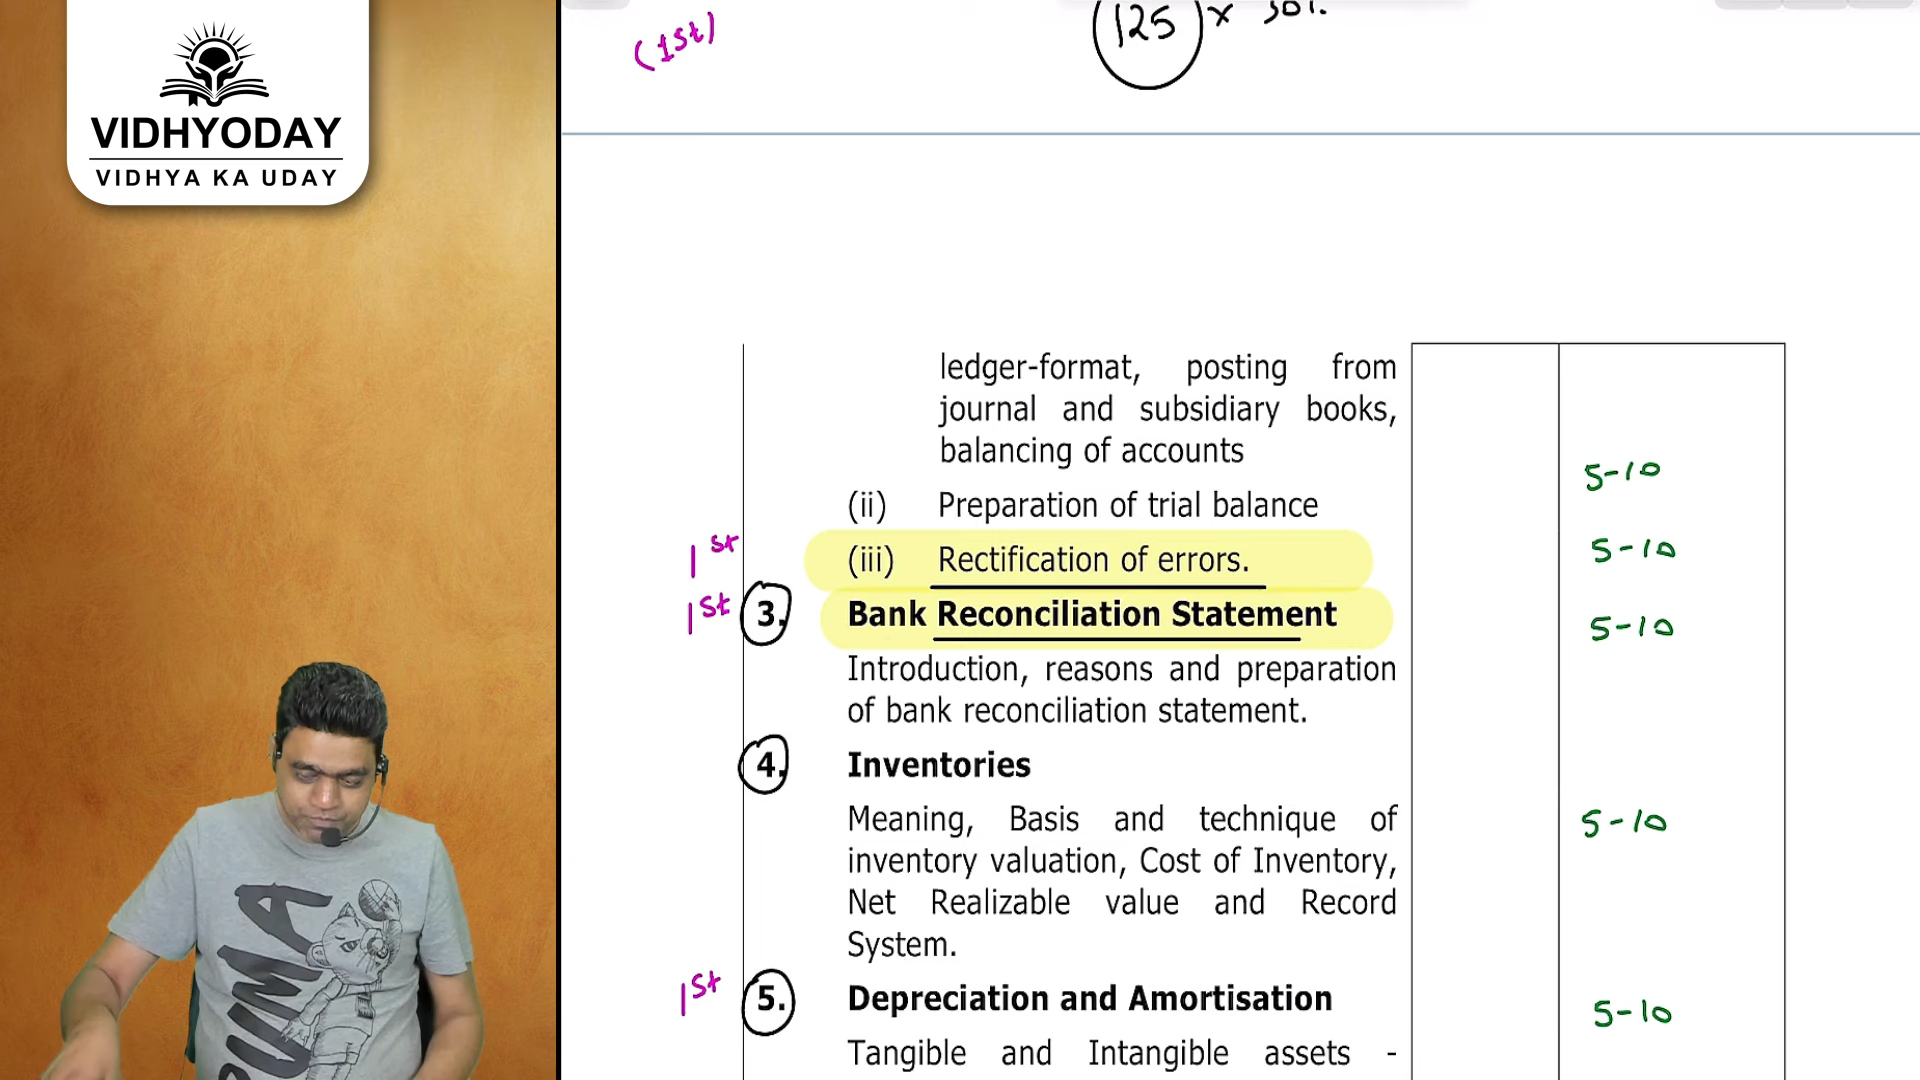 VIDHYODAY
VIDHYA KA UDAY
(1st)
125 x 30%.
ledger-format, posting from
journal and subsidiary books,
balancing of accounts
5-10
(ii) Preparation of trial balance
1st (iii) Rectification of errors. 5-10
1st 3. Bank Reconciliation Statement 5-10
Introduction, reasons and preparation
of bank reconciliation statement.
4. Inventories
Meaning, Basis and technique of 5-10
inventory valuation, Cost of Inventory,
Net Realizable value and Record
System.
1st 5. Depreciation and Amortisation 5-10
Tangible and Intangible assets -
PUMA